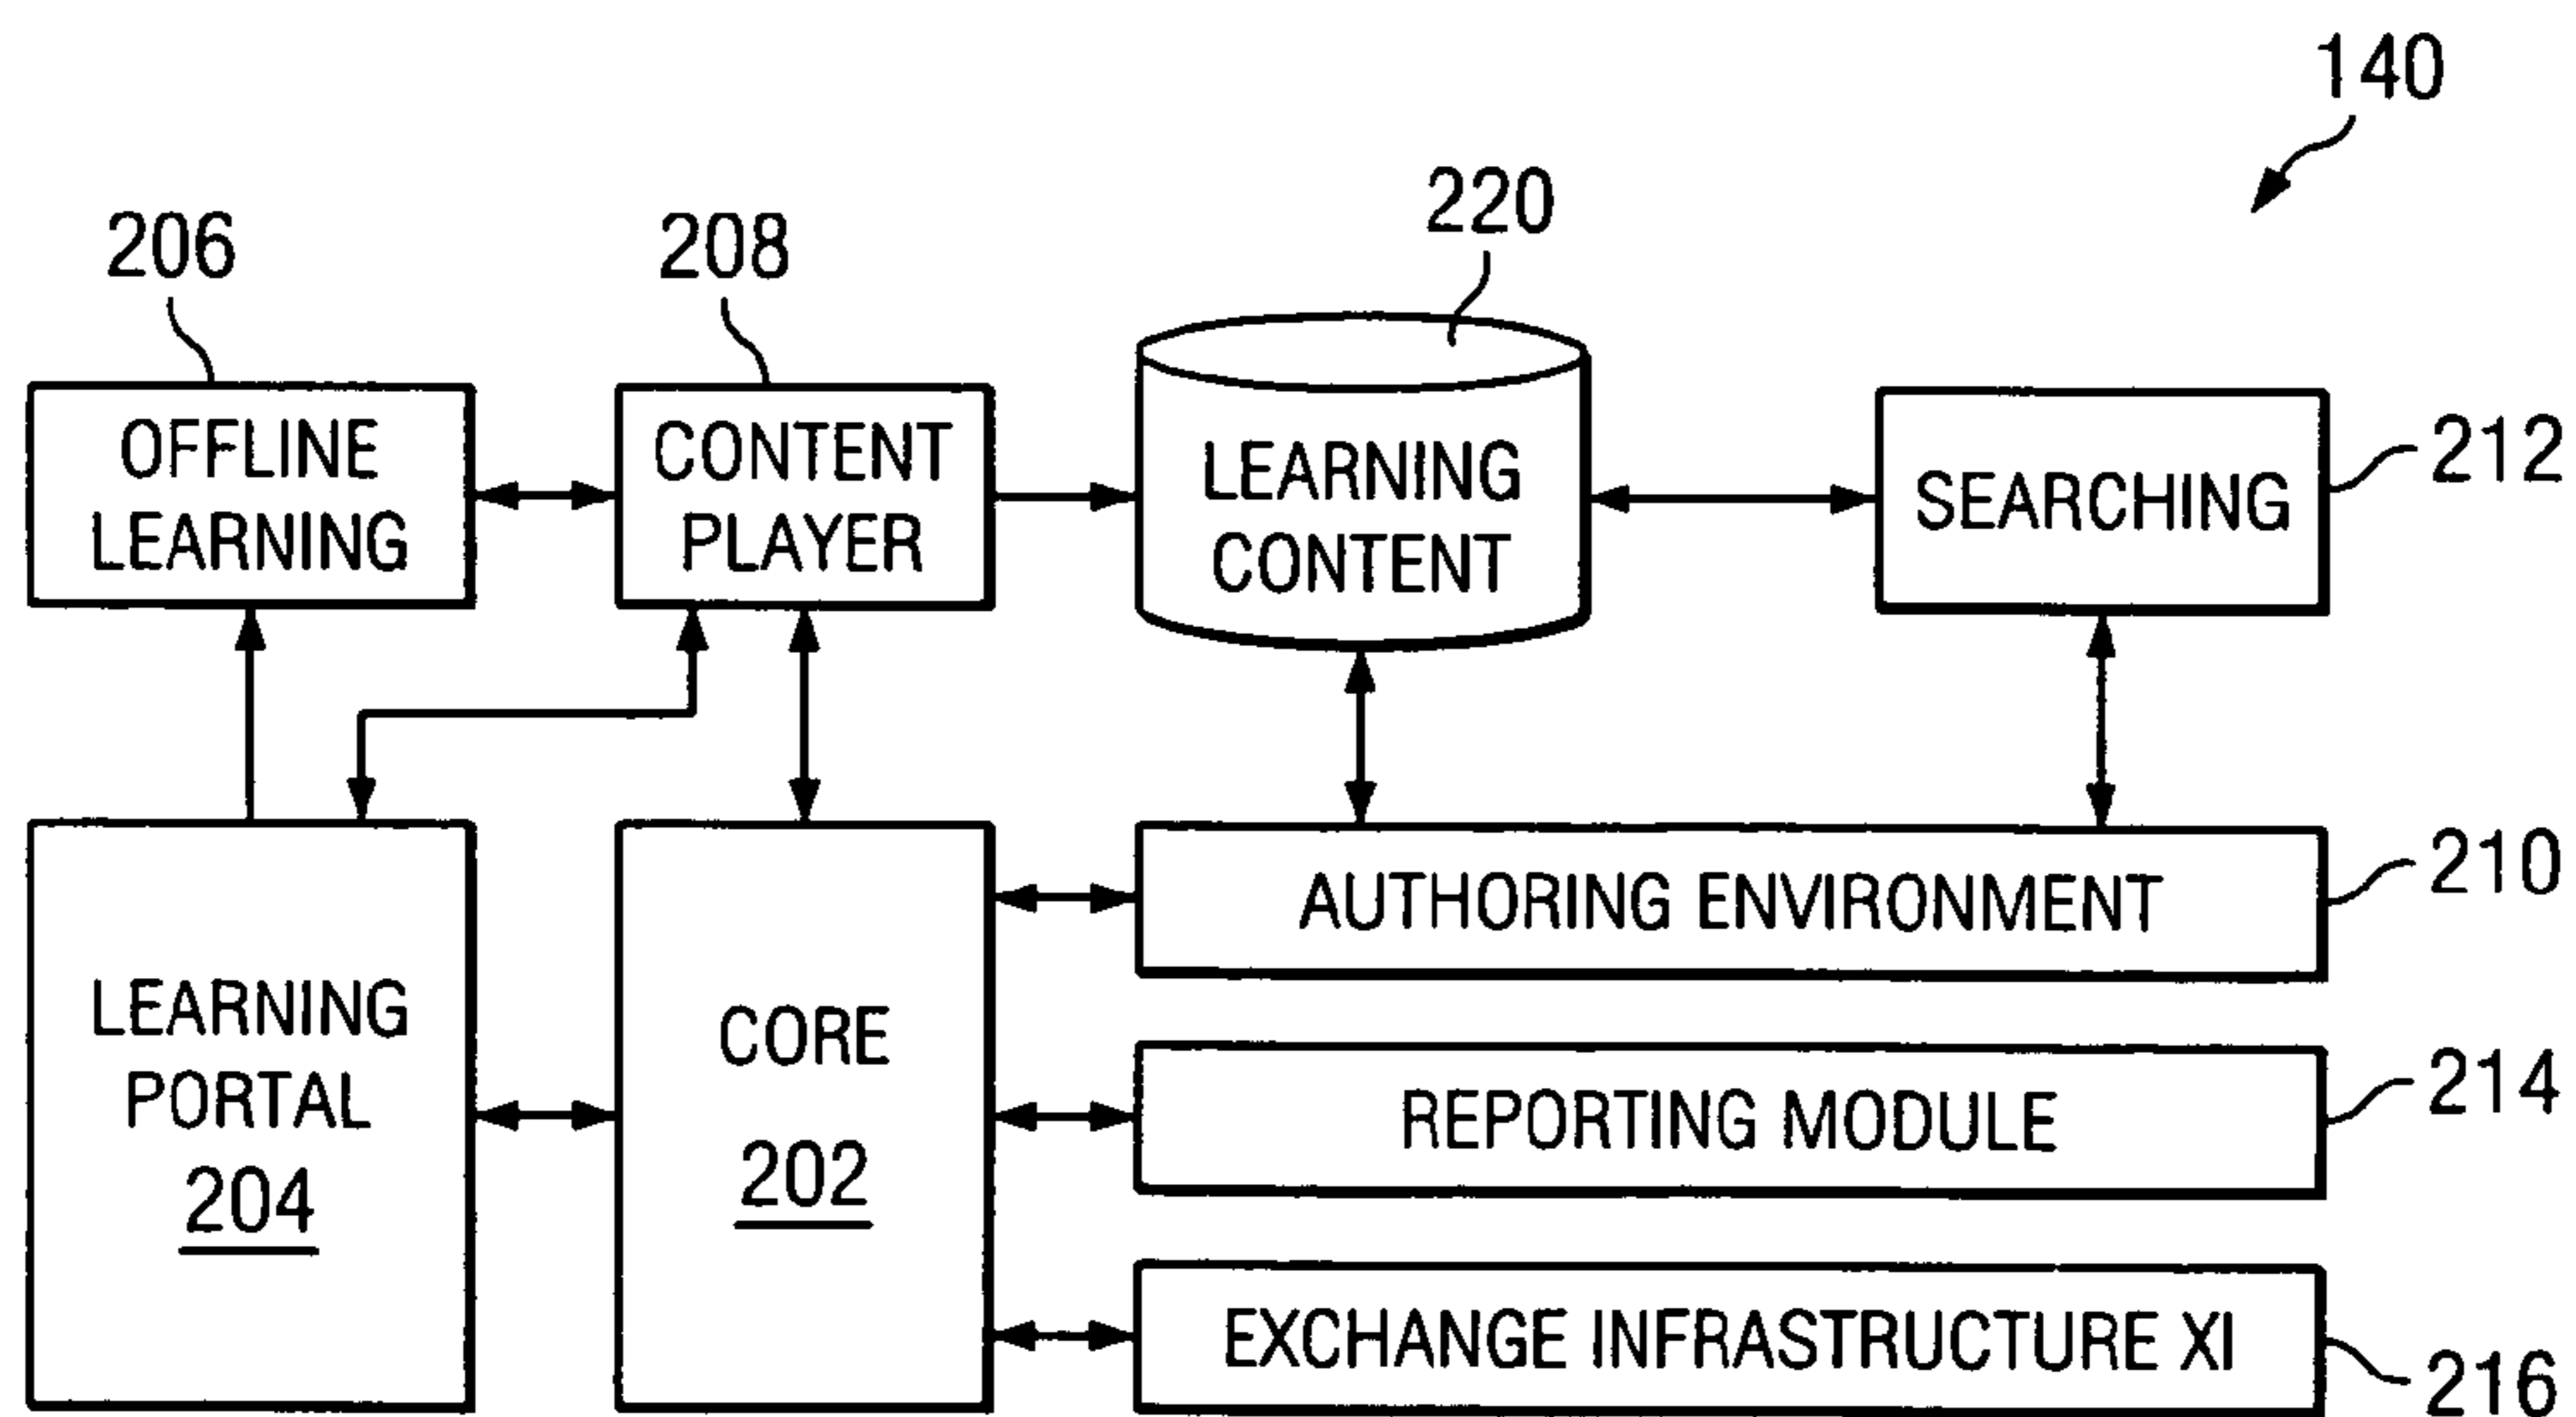 140
220
206
208
OFFLINE
LEARNING
CONTENT
PLAYER
LEARNING
CONTENT
SEARCHING
212
AUTHORING ENVIRONMENT
210
LEARNING
PORTAL
204
CORE
202
REPORTING MODULE
214
EXCHANGE INFRASTRUCTURE XI
216